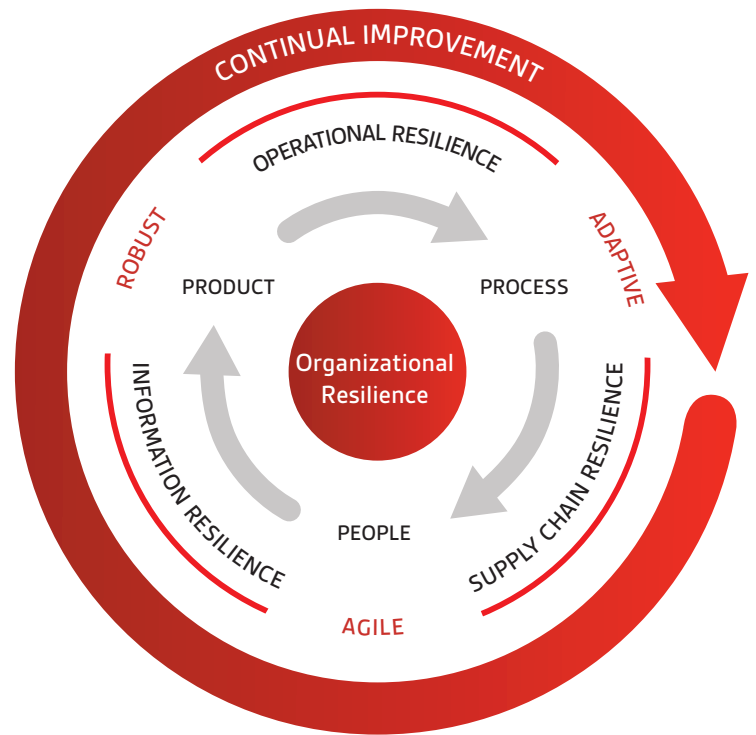 CONTINUAL IMPROVEMENT
OPERATIONAL RESILIENCE
ROBUST
ADAPTIVE
PRODUCT
PROCESS
Organizational
Resilience
INFORMATION RESILIENCE
SUPPLY CHAIN RESILIENCE
PEOPLE
AGILE